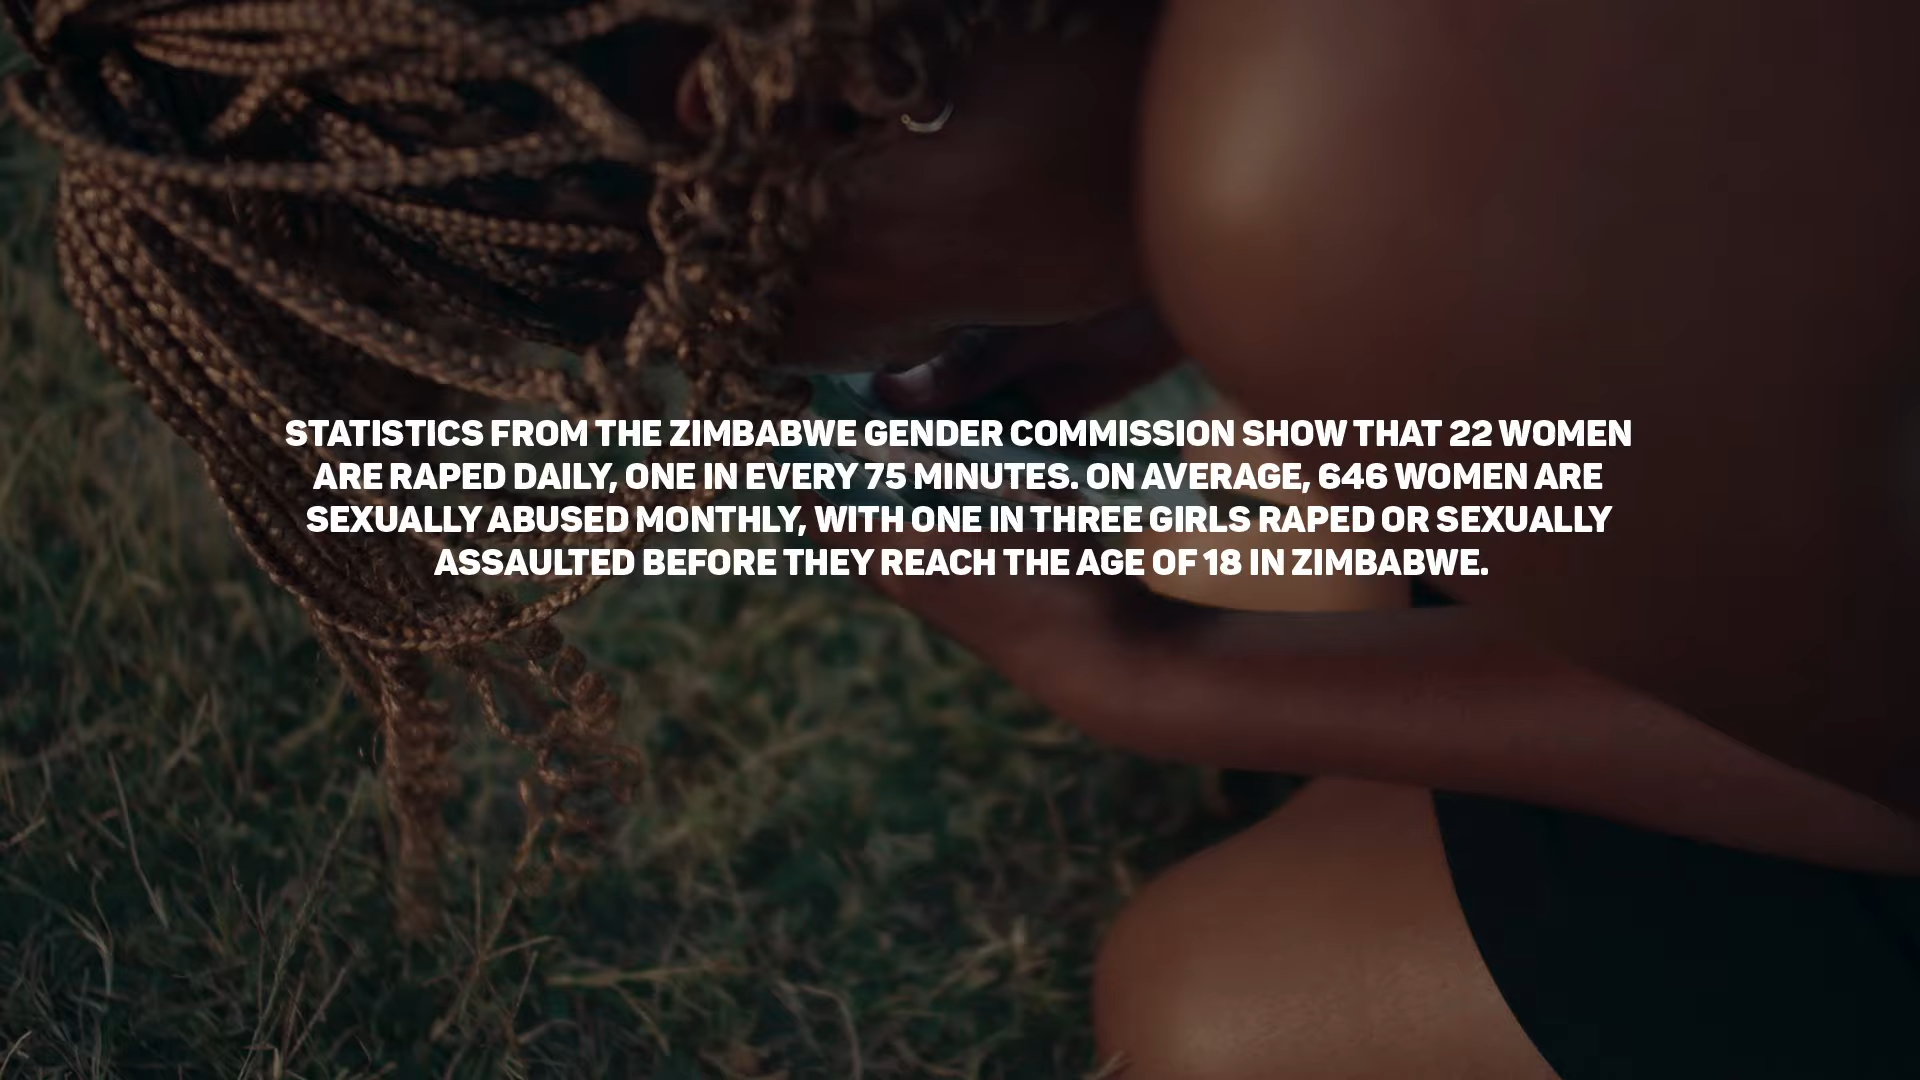 STATISTICS FROM THE ZIMBABWE GENDER COMMISSION SHOW THAT 22 WOMEN
ARE RAPED DAILY, ONE IN EVERY 75 MINUTES. ON AVERAGE, 646 WOMEN ARE
SEXUALLY ABUSED MONTHLY, WITH ONE IN THREE GIRLS RAPED OR SEXUALLY
ASSAULTED BEFORE THEY REACH THE AGE OF 18 IN ZIMBABWE.